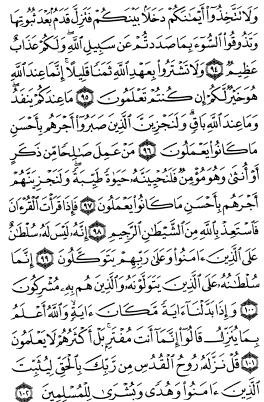 وَلَا تَتَّخِذُوٓا۟ أَيْمَٰنَكُمْ دَخَلًۢا بَيْنَكُمْ فَتَزِلَّ قَدَمٌۢ بَعْدَ ثُبُوتِهَا
وَتَذُوقُوا۟ ٱلسُّوٓءَ بِمَا صَدَدتُّمْ عَن سَبِيلِ ٱللَّهِ وَلَكُمْ عَذَابٌ
عَظِيمٌ ٩٤ وَلَا تَشْتَرُوا۟ بِعَهْدِ ٱللَّهِ ثَمَنًا قَلِيلًا إِنَّمَا عِندَ ٱللَّهِ
هُوَ خَيْرٌ لَّكُمْ إِن كُنتُمْ تَعْلَمُونَ ٩٥ مَا عِندَكُمْ يَنفَدُ
وَمَا عِندَ ٱللَّهِ بَاقٍ وَلَنَجْزِيَنَّ ٱلَّذِينَ صَبَرُوٓا۟ أَجْرَهُم بِأَحْسَنِ
مَا كَانُوا۟ يَعْمَلُونَ ٩٦ مَنْ عَمِلَ صَٰلِحًا مِّن ذَكَرٍ
أَوْ أُنثَىٰ وَهُوَ مُؤْمِنٌ فَلَنُحْيِيَنَّهُۥ حَيَوٰةً طَيِّبَةً وَلَنَجْزِيَنَّهُمْ
أَجْرَهُم بِأَحْسَنِ مَا كَانُوا۟ يَعْمَلُونَ ٩٧ فَإِذَا قَرَأْتَ ٱلْقُرْءَانَ
فَٱسْتَعِذْ بِٱللَّهِ مِنَ ٱلشَّيْطَٰنِ ٱلرَّجِيمِ ٩٨ إِنَّهُۥ لَيْسَ لَهُۥ سُلْطَٰنٌ
عَلَى ٱلَّذِينَ ءَامَنُوا۟ وَعَلَىٰ رَبِّهِمْ يَتَوَكَّلُونَ ٩٩ إِنَّمَا
سُلْطَٰنُهُۥ عَلَى ٱلَّذِينَ يَتَوَلَّوْنَهُۥ وَٱلَّذِينَ هُم بِهِۦ مُشْرِكُونَ
١٠٠ وَإِذَا بَدَّلْنَآ ءَايَةً مَّكَانَ ءَايَةٍ وَٱللَّهُ أَعْلَمُ
بِمَا يُنَزِّلُ قَالُوٓا۟ إِنَّمَآ أَنتَ مُفْتَرٍۭ بَلْ أَكْثَرُهُمْ لَا يَعْلَمُونَ
١٠١ قُلْ نَزَّلَهُۥ رُوحُ ٱلْقُدُسِ مِن رَّبِّكَ بِٱلْحَقِّ لِيُثَبِّتَ
ٱلَّذِينَ ءَامَنُوا۟ وَهُدًى وَبُشْرَىٰ لِلْمُسْلِمِينَ ١٠٢